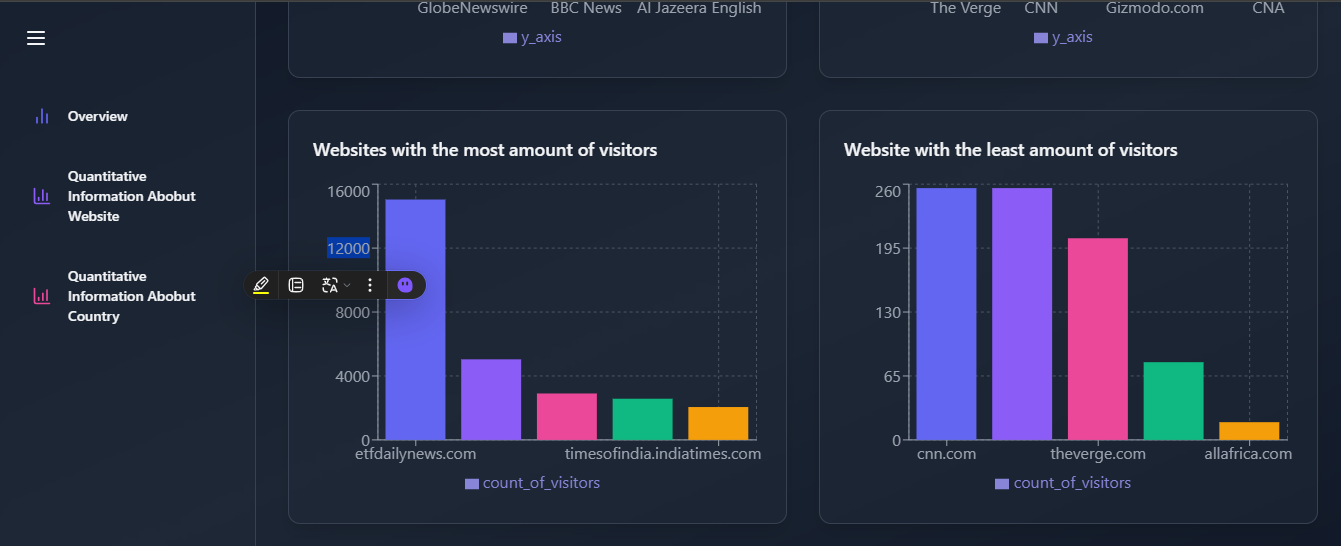 GlobeNewswire BBC News Al Jazeera English
y_axis
The Verge CNN Gizmodo.com CNA
y_axis
Overview
Quantitative
Information Abobut
Website
Quantitative
Information Abobut
Country
Websites with the most amount of visitors
16000
12000
8000
4000
0
etfdailynews.com timesofindia.indiatimes.com
count_of_visitors
Website with the least amount of visitors
260
195
130
65
0
cnn.com theverge.com allafrica.com
count_of_visitors